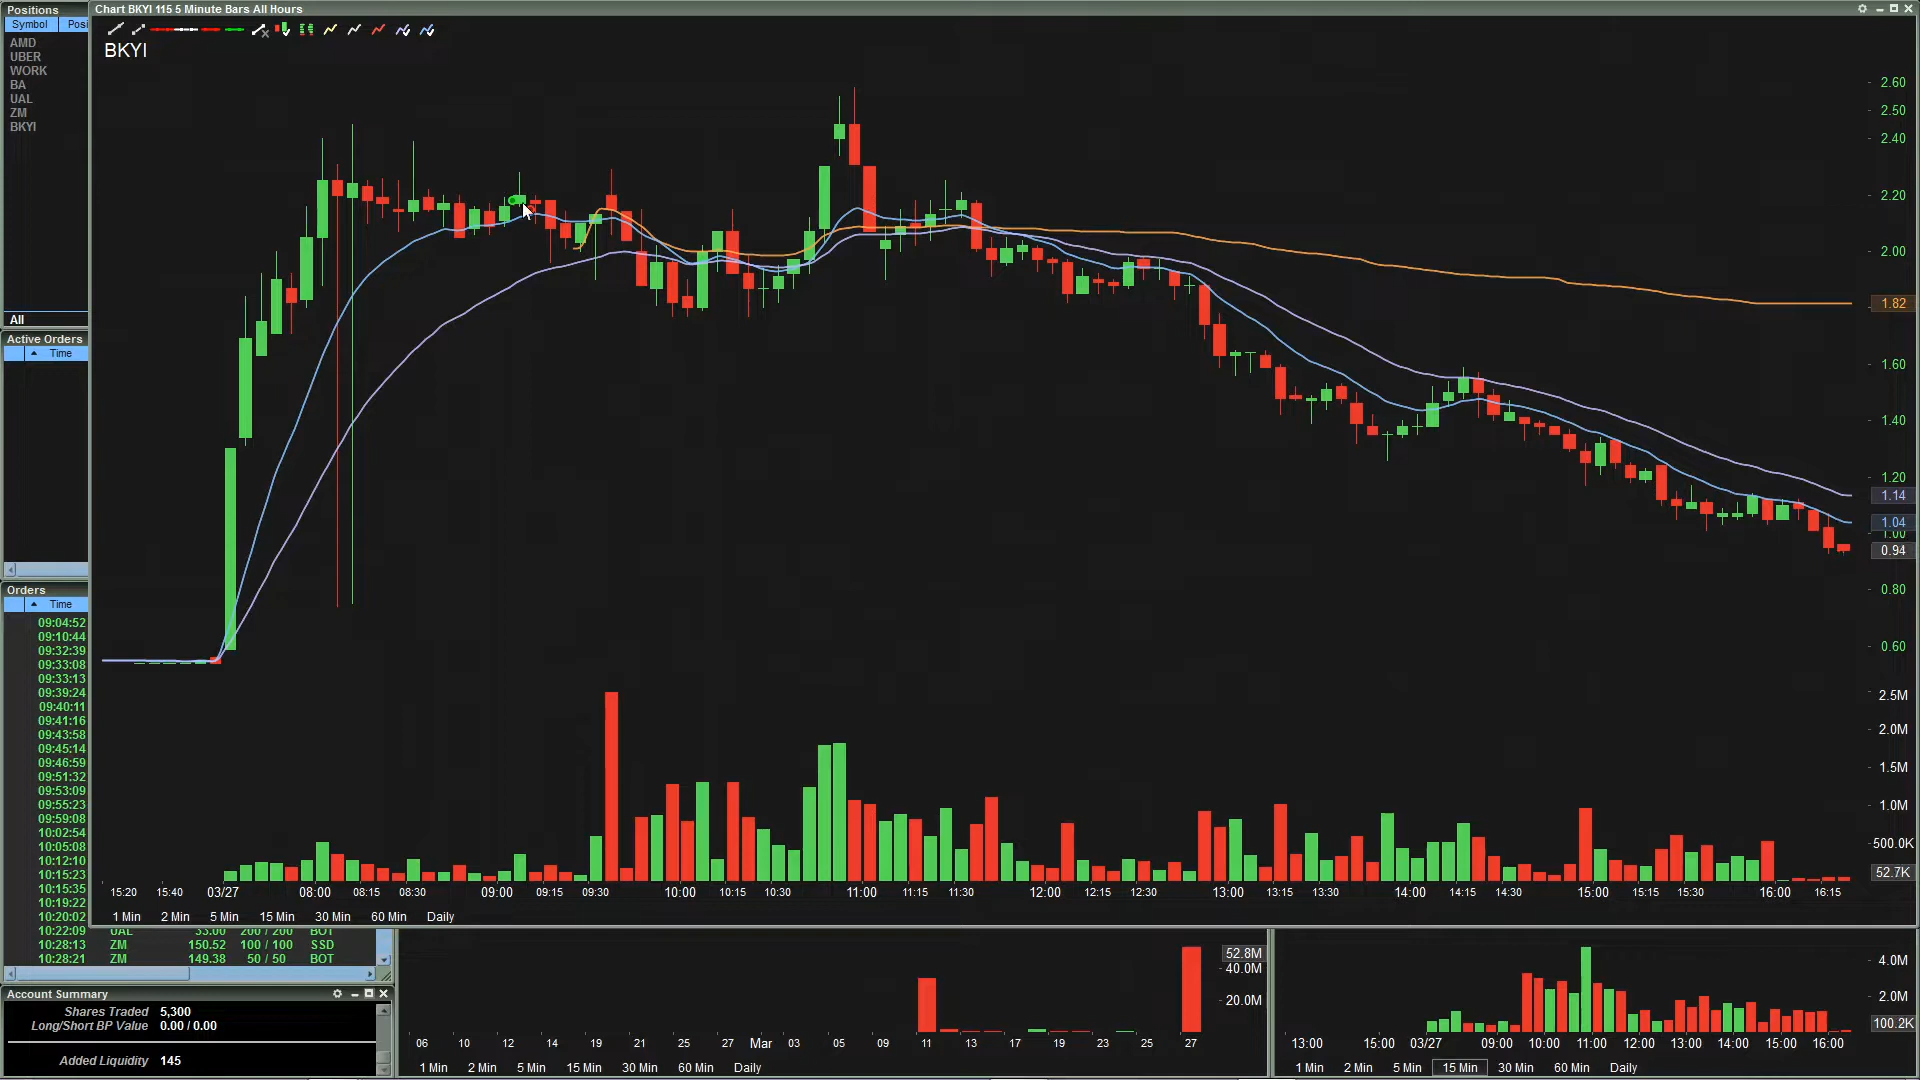 Positions
Symbol Posi
AMD
UBER
WORK
BA
UAL
ZM
BKYI
All
Active Orders
Time
Orders
Time
09:04:52
09:10:44
09:32:39
09:33:08
09:33:13
09:39:24
09:40:11
09:41:16
09:43:58
09:45:14
09:46:59
09:51:32
09:53:09
09:55:23
09:59:08
10:02:54
10:05:08
10:12:10
10:15:23
10:15:35
10:19:22
10:20:02
10:22:09 UAL 33.00 200 / 200 BOT
10:28:13 ZM 150.52 100 / 100 SSD
10:28:21 ZM 149.38 50 / 50 BOT
Account Summary
Shares Traded 5,300
Long/Short BP Value 0.00 / 0.00
Added Liquidity 145
Chart BKYI 115 5 Minute Bars All Hours
BKYI
2.60
2.50
2.40
2.20
2.00
1.82
1.60
1.40
1.20
1.14
1.04
1.00
0.94
0.80
0.60
2.5M
2.0M
1.5M
1.0M
500.0K
52.7K
15:20 15:40 03/27 08:00 08:15 08:30 09:00 09:15 09:30 10:00 10:15 10:30 11:00 11:15 11:30 12:00 12:15 12:30 13:00 13:15 13:30 14:00 14:15 14:30 15:00 15:15 15:30 16:00 16:15
1 Min 2 Min 5 Min 15 Min 30 Min 60 Min Daily
52.8M
40.0M
20.0M
06 10 12 14 19 21 25 27 Mar 03 05 09 11 13 17 19 23 25 27
1 Min 2 Min 5 Min 15 Min 30 Min 60 Min Daily
4.0M
2.0M
100.2K
13:00 15:00 03/27 09:00 10:00 11:00 12:00 13:00 14:00 15:00 16:00
1 Min 2 Min 5 Min 15 Min 30 Min 60 Min Daily